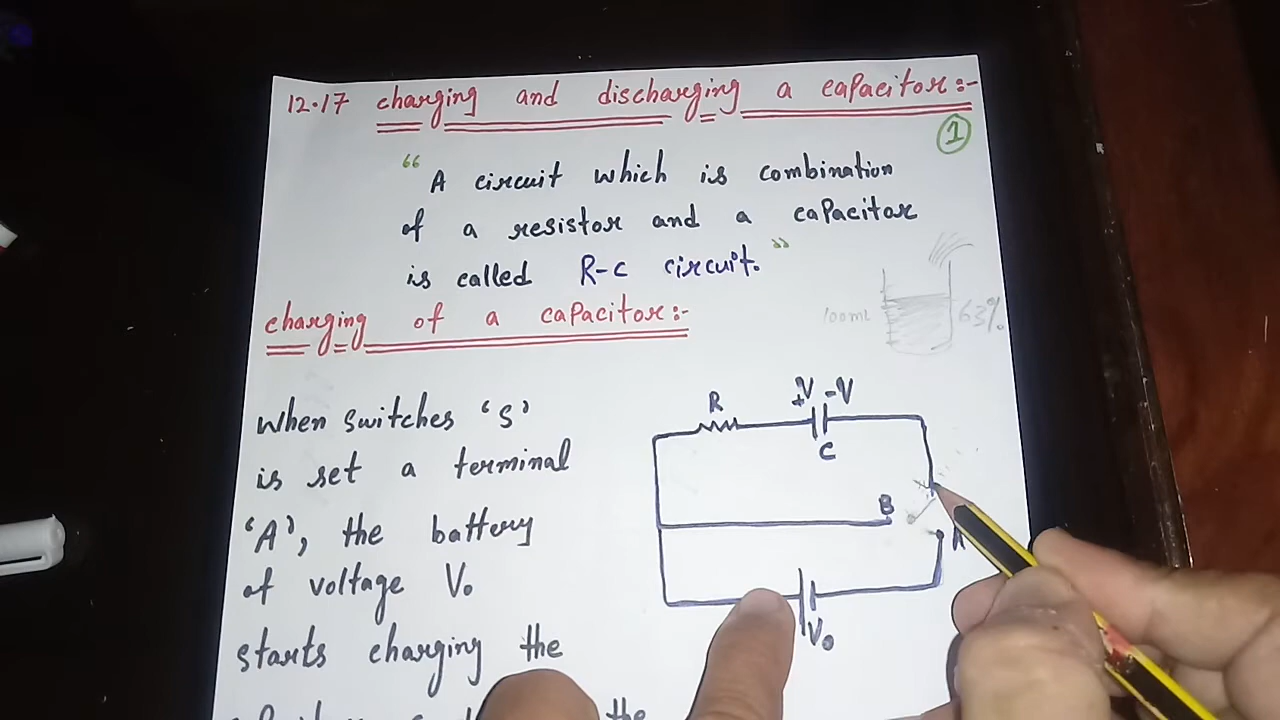 12.17 charging and discharging a capacitor:-
1
“ A circuit which is combination
of a resistor and a capacitor
is called R-C circuit. ”
charging of a capacitor:-
100mL
63%
when switches ‘S’
is set a terminal
‘A’, the battery
of voltage V₀
starts charging the
the
R
+V -V
C
B
A
V₀